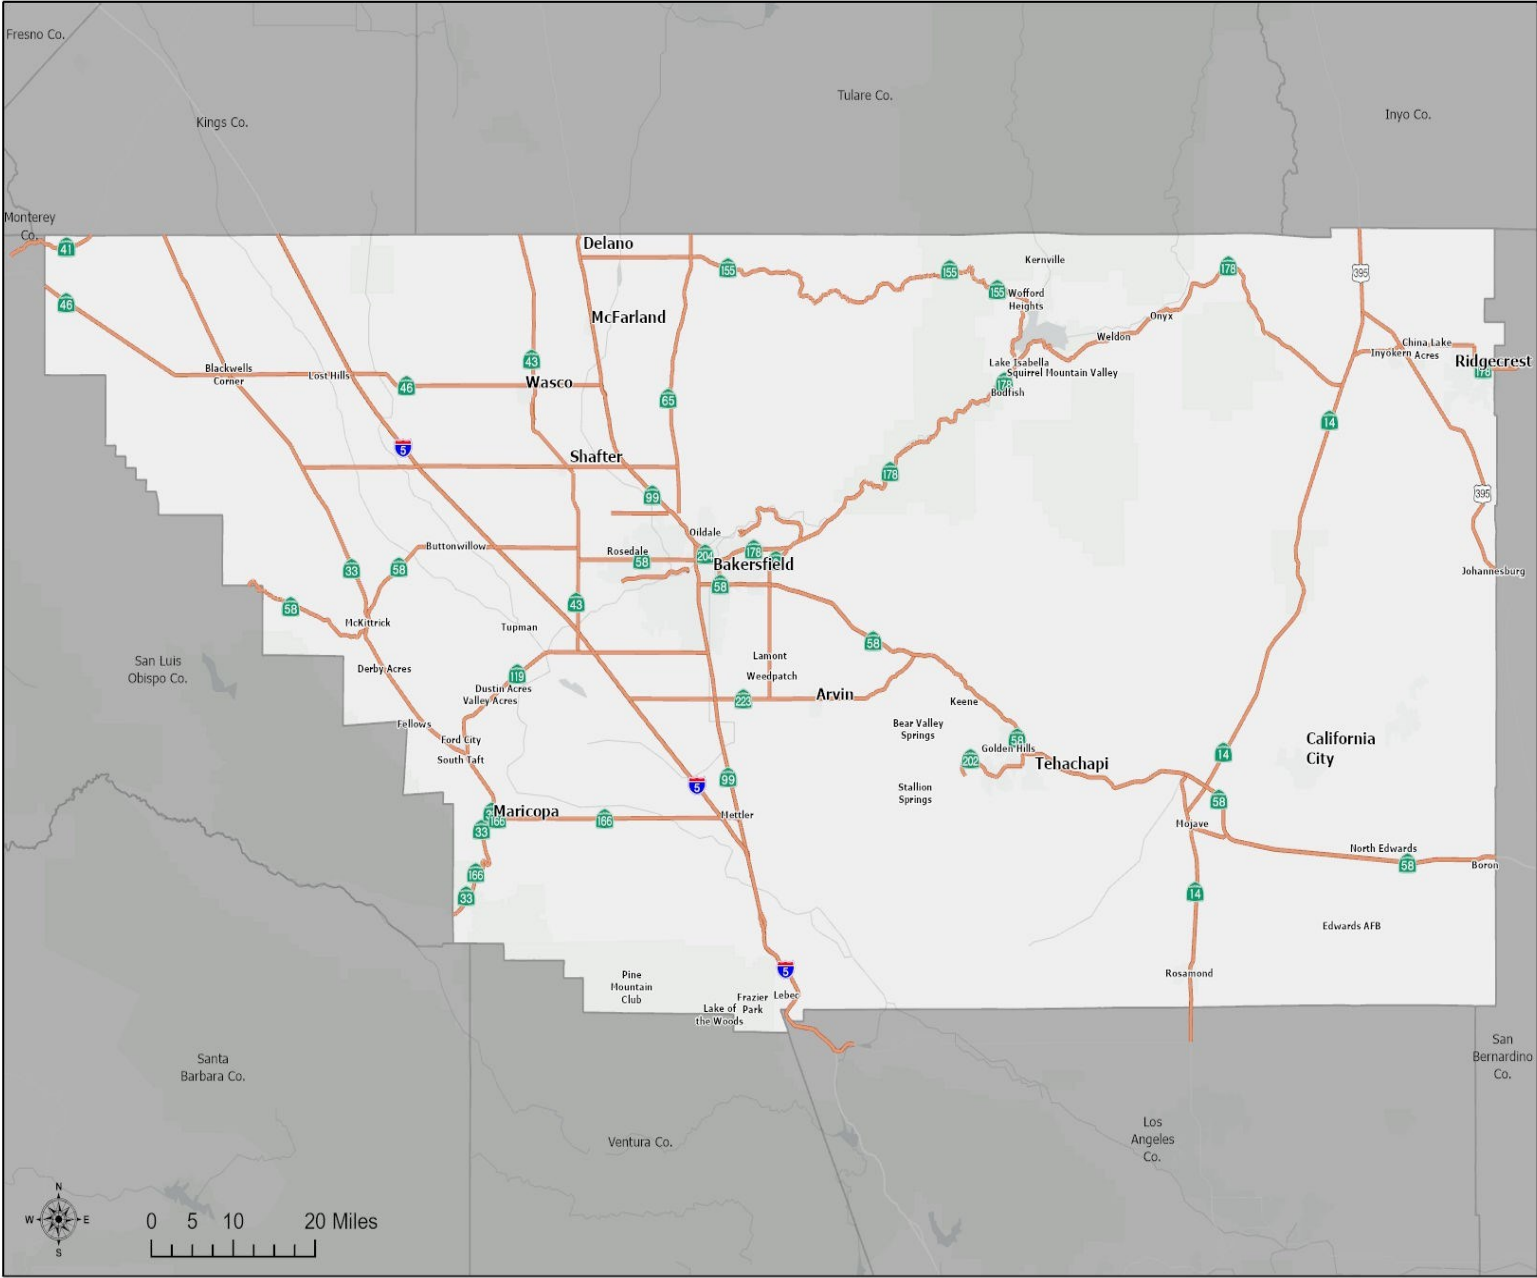 Fresno Co.
Kings Co.
Tulare Co.
Inyo Co.
Monterey
Co.
41
Delano
Kernville
155
155
178
395
155
Wofford
Heights
46
McFarland
Onyx
Weldon
43
Blackwells
Corner
Lost Hills
46
Wasco
Lake Isabella
Squirrel Mountain Valley
178
Bodfish
China Lake
Acres
Inyokern
Ridgecrest
178
65
14
5
Shafter
178
99
395
Oildale
Buttonwillow
Rosedale
58
204
178
Bakersfield
33
58
58
Johannesburg
58
43
McKittrick
Tupman
58
San Luis
Obispo Co.
Derby Acres
119
Lamont
Weedpatch
Dustin Acres
Valley Acres
223
Arvin
Keene
Fellows
Bear Valley
Springs
Ford City
South Taft
58
Golden Hills
202
Tehachapi
California
City
14
5
99
Stallion
Springs
58
Maricopa
166
33
166
Mettler
Mojave
North Edwards
58
Boron
166
33
14
Edwards AFB
Rosamond
5
Pine
Mountain
Club
Lebec
Frazier
Park
Lake of
the Woods
Santa
Barbara Co.
Ventura Co.
Los
Angeles
Co.
San
Bernardino
Co.
N
W
E
S
0 5 10 20 Miles